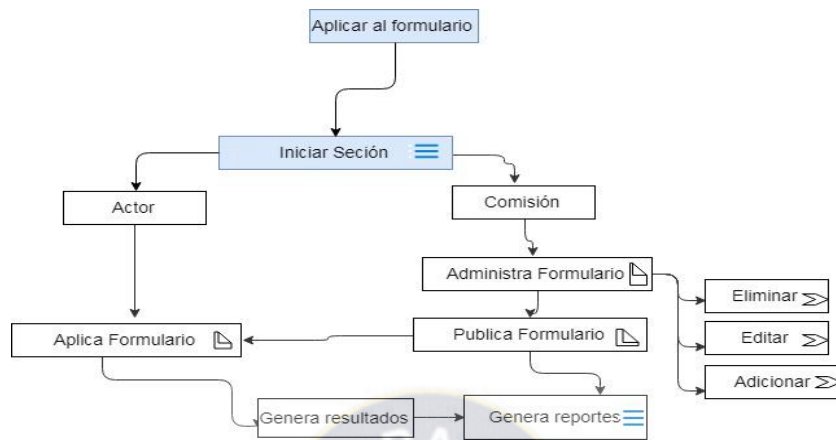 Aplicar al formulario
Iniciar Seción
Actor
Comisión
Administra Formulario
Eliminar
Aplica Formulario
Publica Formulario
Editar
Adicionar
Genera resultados
Genera reportes